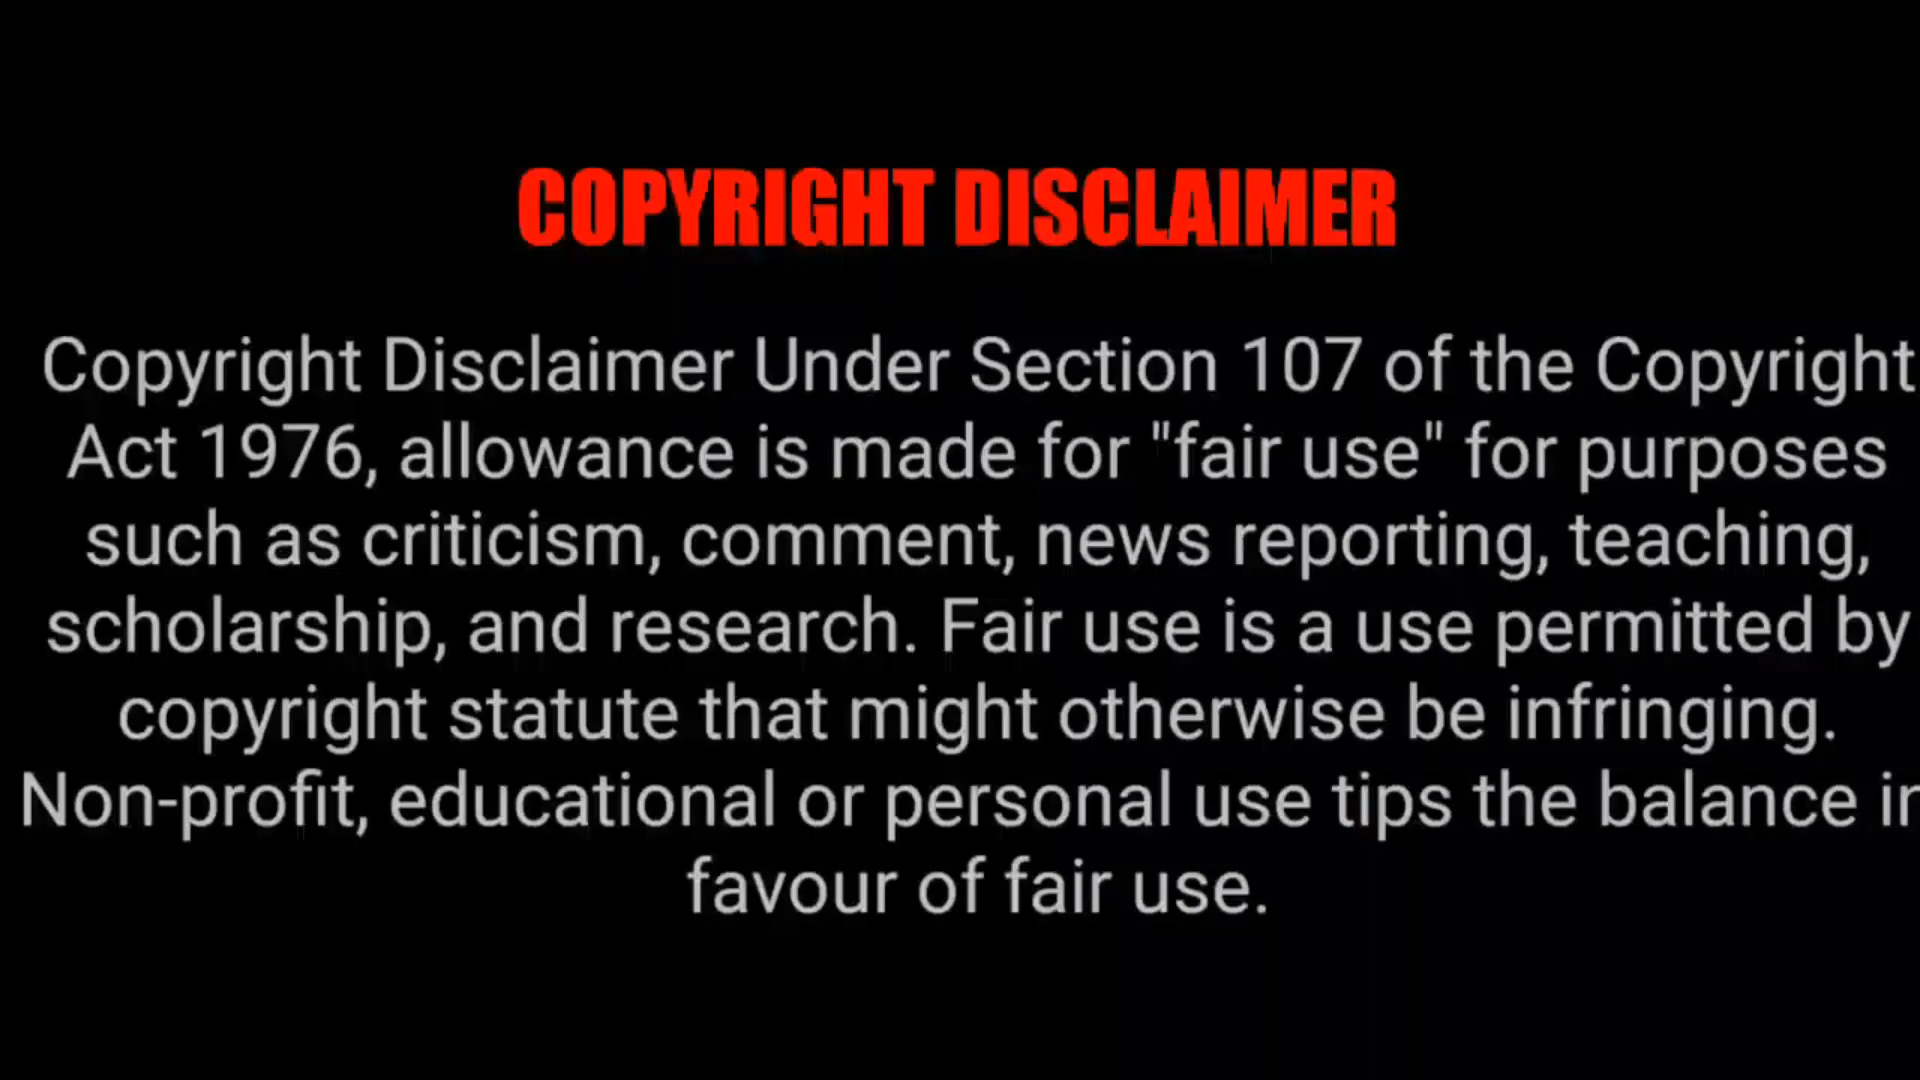 COPYRIGHT DISCLAIMER
Copyright Disclaimer Under Section 107 of the Copyright
Act 1976, allowance is made for "fair use" for purposes
such as criticism, comment, news reporting, teaching,
scholarship, and research. Fair use is a use permitted by
copyright statute that might otherwise be infringing.
Non-profit, educational or personal use tips the balance in
favour of fair use.